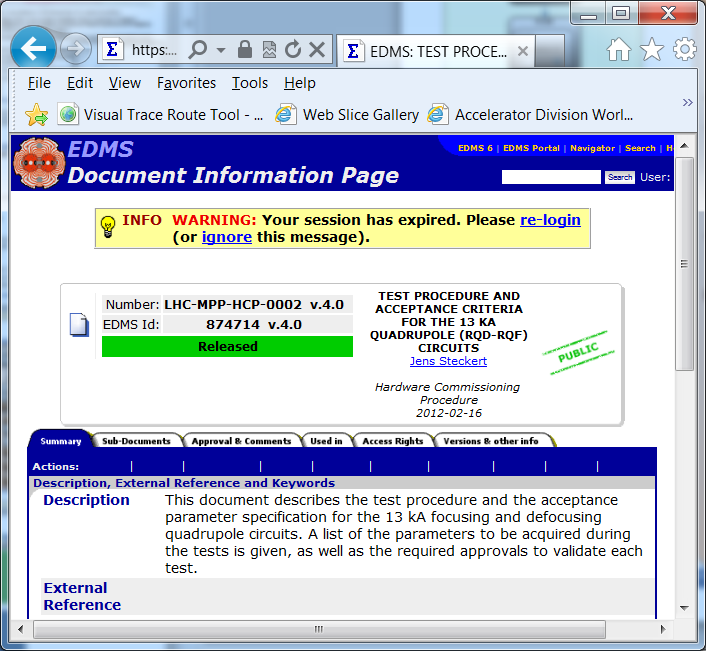 https:...
EDMS: TEST PROCE...
File Edit View Favorites Tools Help
Visual Trace Route Tool - ... Web Slice Gallery Accelerator Division Worl...
EDMS
EDMS 6 | EDMS Portal | Navigator | Search | H
Document Information Page
Search User:
INFO WARNING: Your session has expired. Please re-login
(or ignore this message).
Number: LHC-MPP-HCP-0002 v.4.0
EDMS Id: 874714 v.4.0
Released
TEST PROCEDURE AND
ACCEPTANCE CRITERIA
FOR THE 13 KA
QUADRUPOLE (RQD-RQF)
CIRCUITS
Jens Steckert
Hardware Commissioning
Procedure
2012-02-16
PUBLIC
Summary Sub-Documents Approval & Comments Used in Access Rights Versions & other info
Actions: | | | | | | | | |
Description, External Reference and Keywords
Description This document describes the test procedure and the acceptance
parameter specification for the 13 kA focusing and defocusing
quadrupole circuits. A list of the parameters to be acquired during
the tests is given, as well as the required approvals to validate each
test.
External
Reference